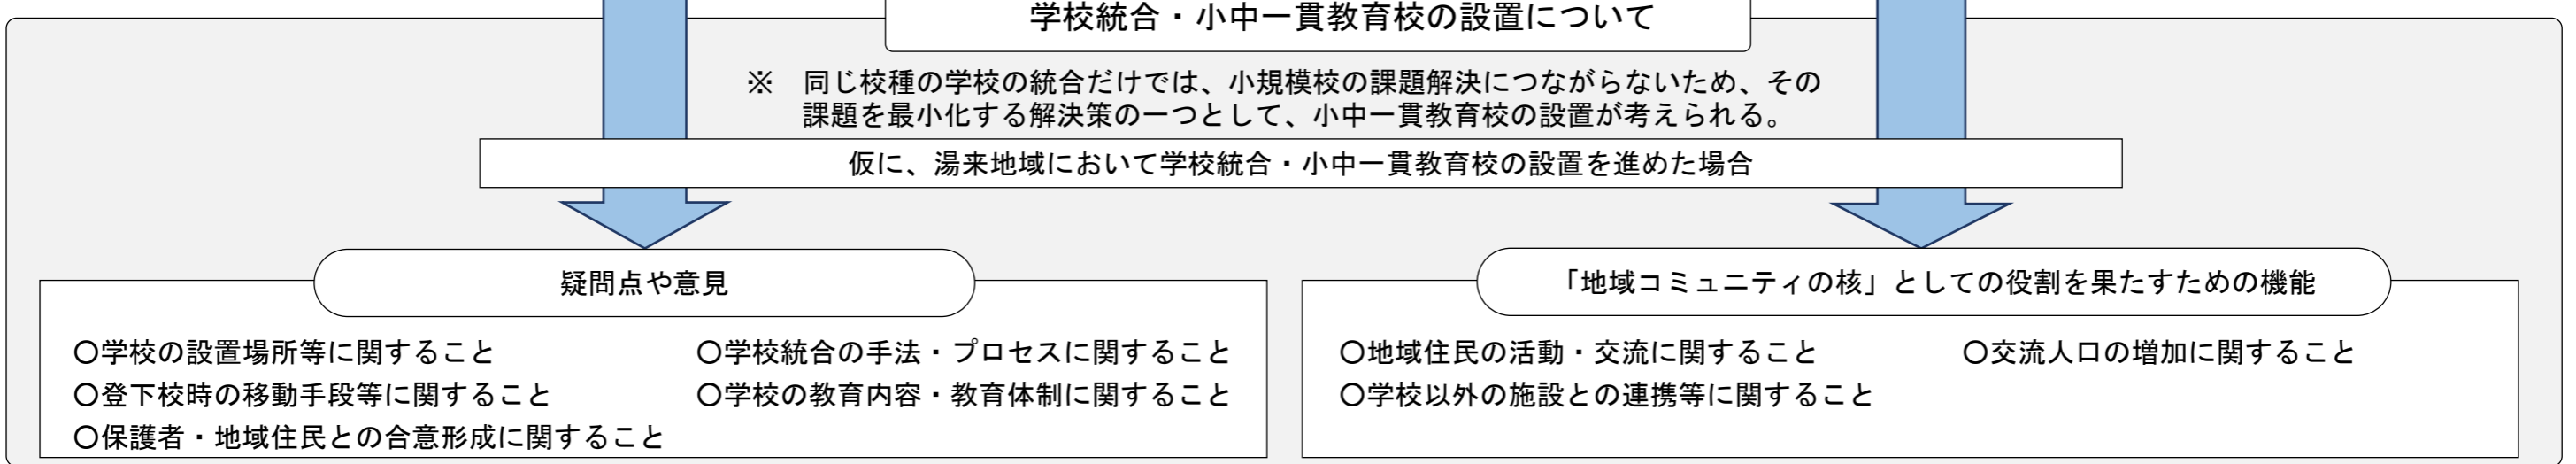 学校統合・小中一貫教育校の設置について
※　同じ校種の学校の統合だけでは、小規模校の課題解決につながらないため、その
課題を最小化する解決策の一つとして、小中一貫教育校の設置が考えられる。
仮に、湯来地域において学校統合・小中一貫教育校の設置を進めた場合
疑問点や意見
〇学校の設置場所等に関すること
〇登下校時の移動手段等に関すること
〇保護者・地域住民との合意形成に関すること
〇学校統合の手法・プロセスに関すること
〇学校の教育内容・教育体制に関すること
「地域コミュニティの核」としての役割を果たすための機能
〇地域住民の活動・交流に関すること
〇学校以外の施設との連携等に関すること
〇交流人口の増加に関すること